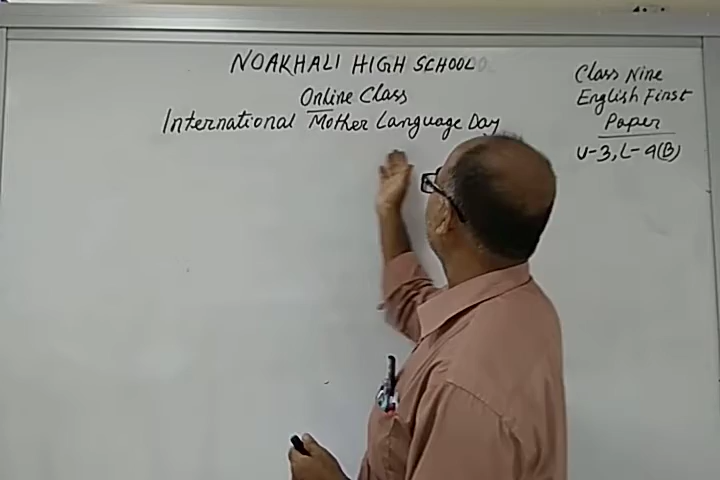 NOAKHALI HIGH SCHOOL
Online Class
International Mother Language Day
Class Nine
English First
Paper
U-3, L-4(B)